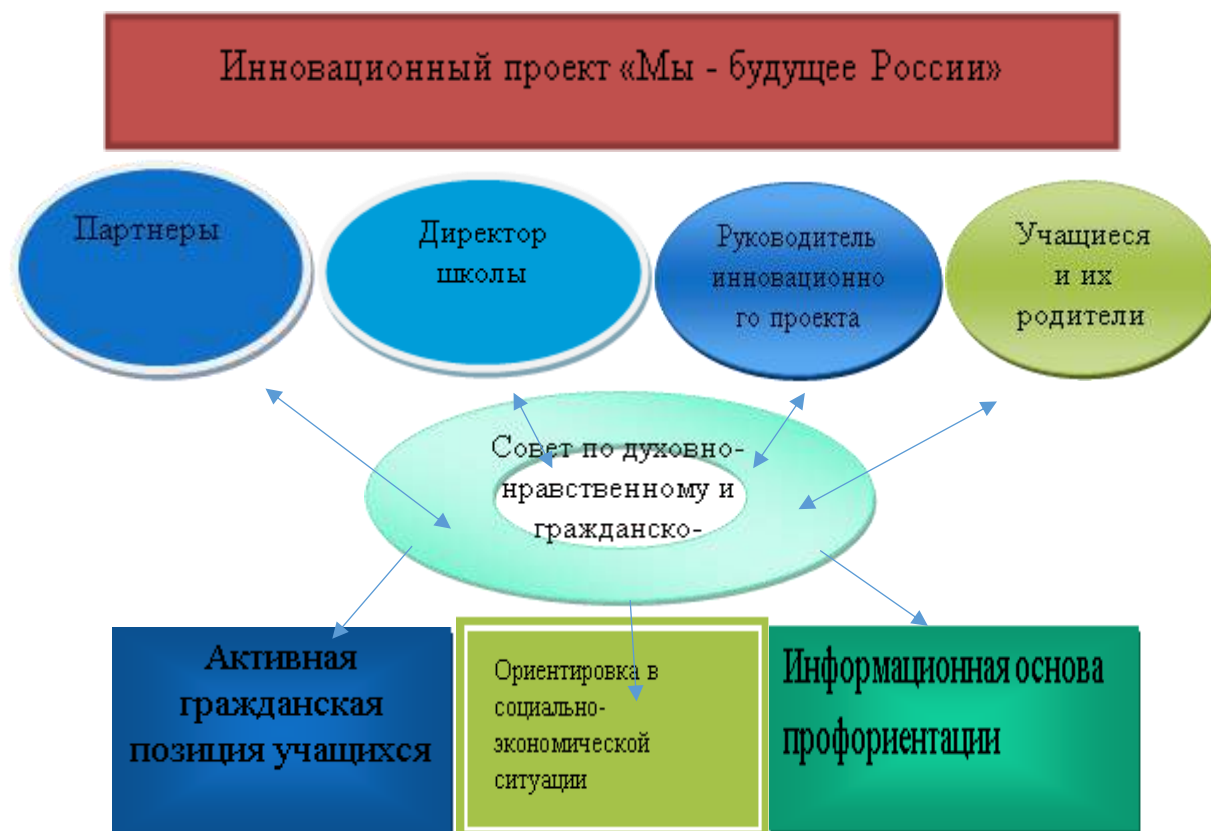 Инновационный проект «Мы - будущее России»
Партнеры
Директор
школы
Руководитель
инновационно
го проекта
Учащиеся
и их
родители
Совет по духовно-
нравственному и
гражданско-
Активная
гражданская
позиция учащихся
Ориентировка в
социально-
экономической
ситуации
Информационная основа
профориентации